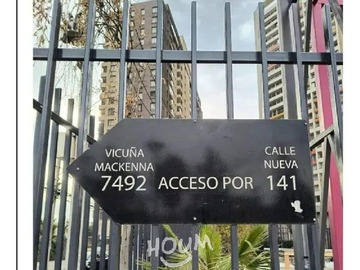 VICUÑA
MACKENNA
7492
ACCESO POR
CALLE
NUEVA
141
HOUM